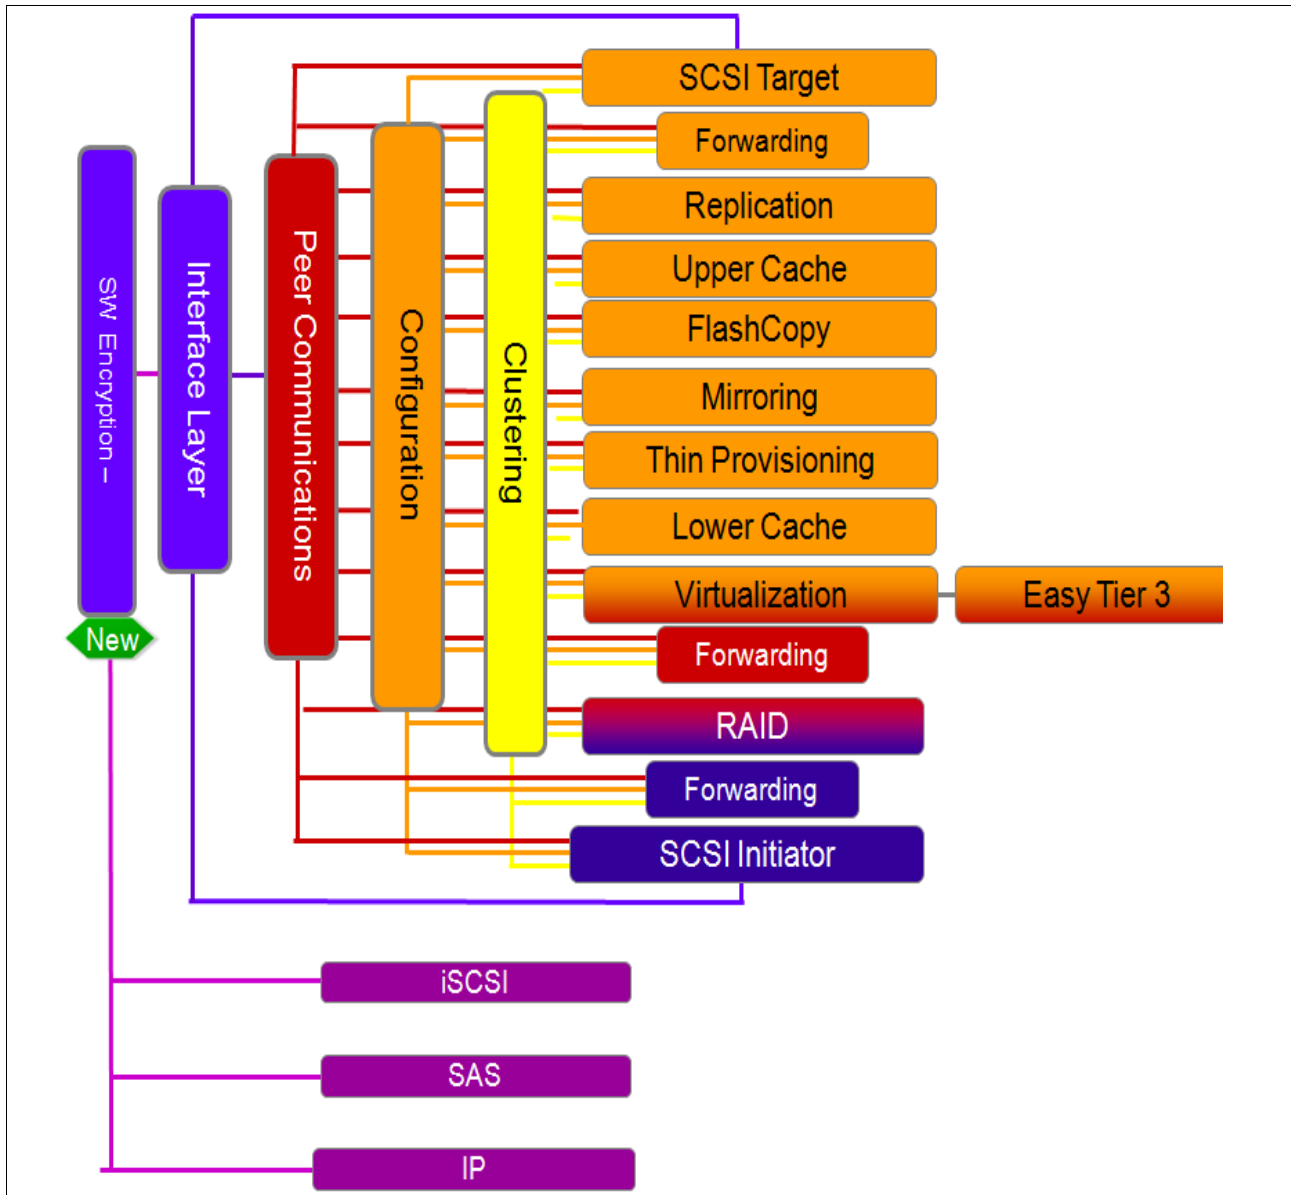 SCSI Target
Forwarding
Replication
Upper Cache
FlashCopy
Mirroring
Thin Provisioning
Lower Cache
Virtualization
Easy Tier 3
Forwarding
RAID
Forwarding
SCSI Initiator
SW Encryption –
New
Interface Layer
Peer Communications
Configuration
Clustering
iSCSI
SAS
IP